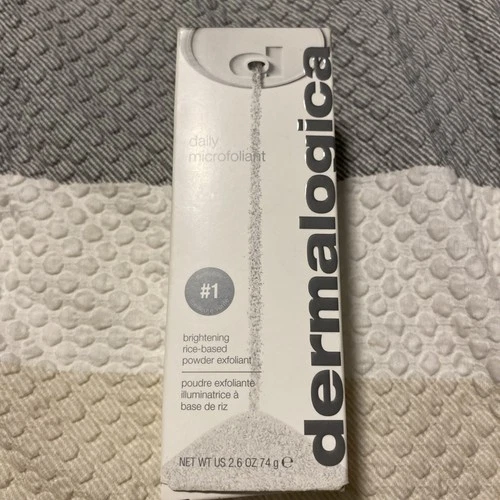 d
daily
microfoliant
dermalogica
#1
brightening
rice-based
powder exfoliant
poudre exfoliante
illuminatrice à
base de riz
NET WT US 2.6 OZ 74 g ℮